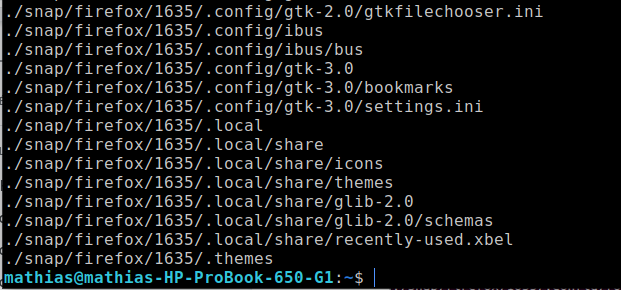 ./snap/firefox/1635/.config/gtk-2.0/gtkfilechooser.ini
./snap/firefox/1635/.config/ibus
./snap/firefox/1635/.config/ibus/bus
./snap/firefox/1635/.config/gtk-3.0
./snap/firefox/1635/.config/gtk-3.0/bookmarks
./snap/firefox/1635/.config/gtk-3.0/settings.ini
./snap/firefox/1635/.local
./snap/firefox/1635/.local/share
./snap/firefox/1635/.local/share/icons
./snap/firefox/1635/.local/share/themes
./snap/firefox/1635/.local/share/glib-2.0
./snap/firefox/1635/.local/share/glib-2.0/schemas
./snap/firefox/1635/.local/share/recently-used.xbel
./snap/firefox/1635/.themes
mathias@mathias-HP-ProBook-650-G1:~$